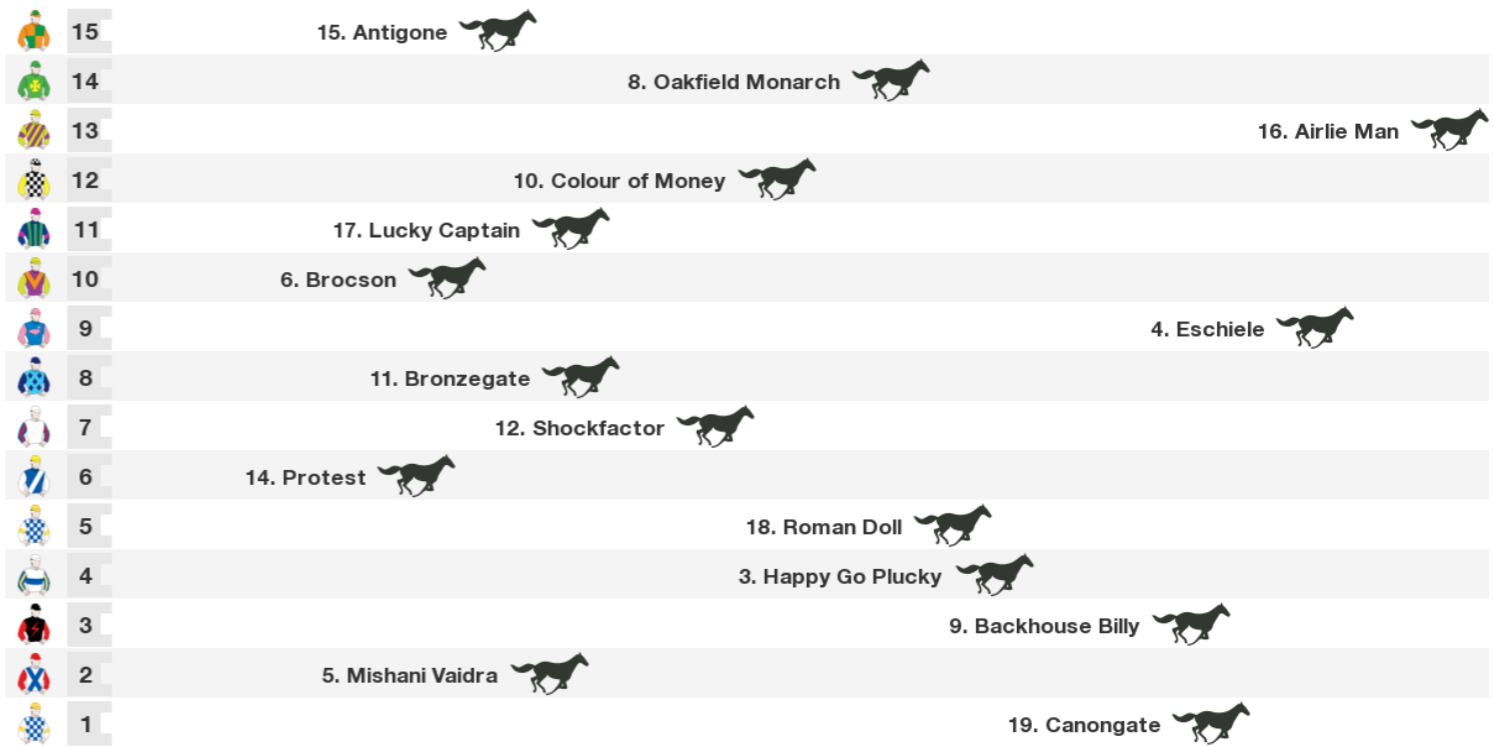 15 15. Antigone
14 8. Oakfield Monarch
13 16. Airlie Man
12 10. Colour of Money
11 17. Lucky Captain
10 6. Brocson
9 4. Eschiele
8 11. Bronzegate
7 12. Shockfactor
6 14. Protest
5 18. Roman Doll
4 3. Happy Go Plucky
3 9. Backhouse Billy
2 5. Mishani Vaidra
1 19. Canongate